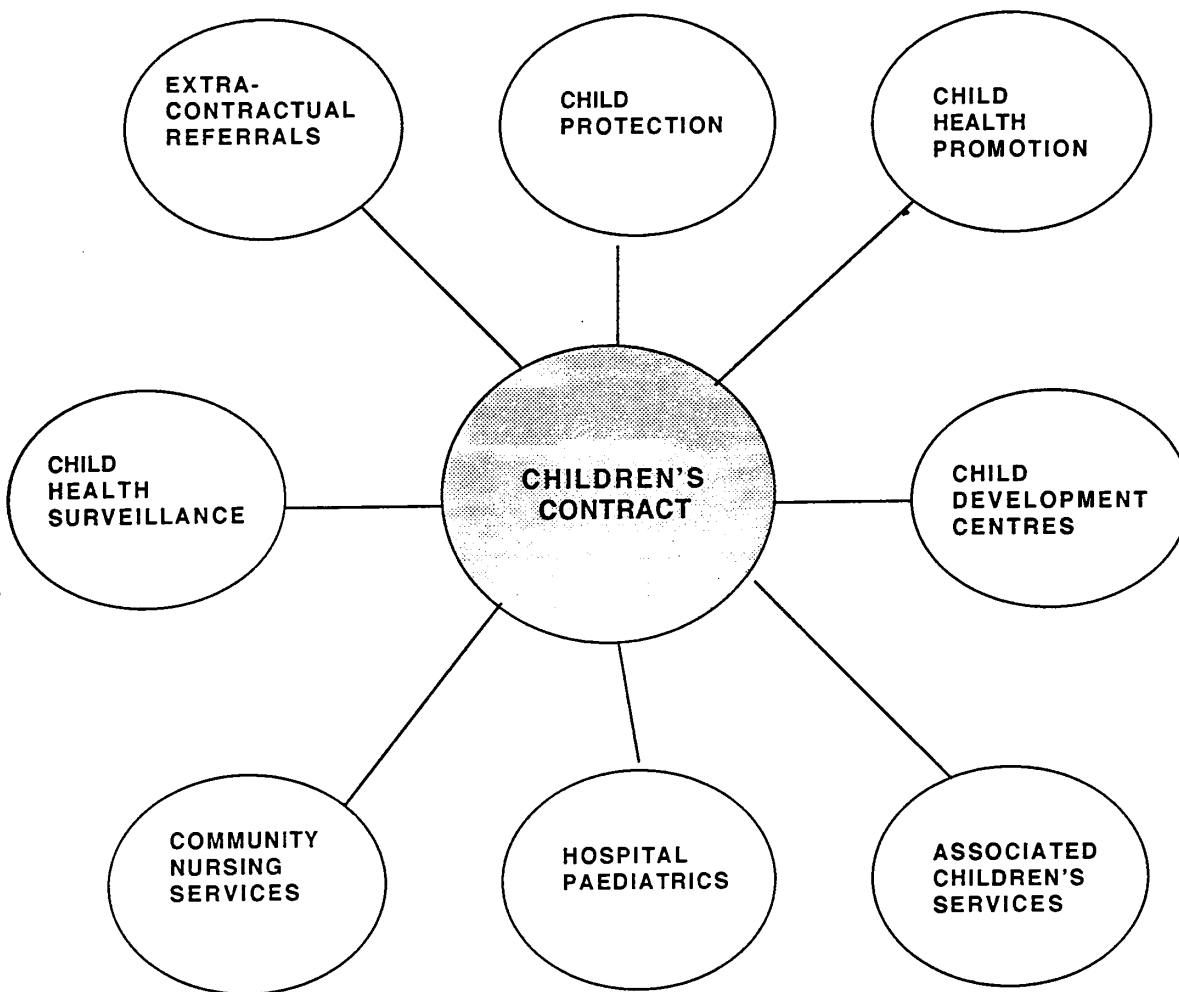 EXTRA-
CONTRACTUAL
REFERRALS
CHILD
PROTECTION
CHILD
HEALTH
PROMOTION
CHILD
HEALTH
SURVEILLANCE
CHILDREN'S
CONTRACT
CHILD
DEVELOPMENT
CENTRES
COMMUNITY
NURSING
SERVICES
HOSPITAL
PAEDIATRICS
ASSOCIATED
CHILDREN'S
SERVICES